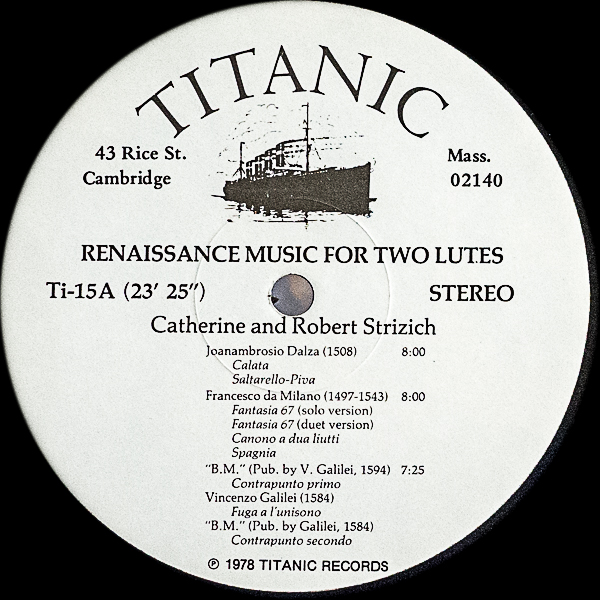 TITANIC
43 Rice St. Mass.
Cambridge 02140
RENAISSANCE MUSIC FOR TWO LUTES
Ti-15A (23' 25") STEREO
Catherine and Robert Strizich
Joanambrosio Dalza (1508) 8:00
Calata
Saltarello-Piva
Francesco da Milano (1497-1543) 8:00
Fantasia 67 (solo version)
Fantasia 67 (duet version)
Canono a dua liutti
Spagnia
"B.M." (Pub. by V. Galilei, 1594) 7:25
Contrapunto primo
Vincenzo Galilei (1584)
Fuga a l'unisono
"B.M." (Pub. by Galilei, 1584)
Contrapunto secondo
℗ 1978 TITANIC RECORDS